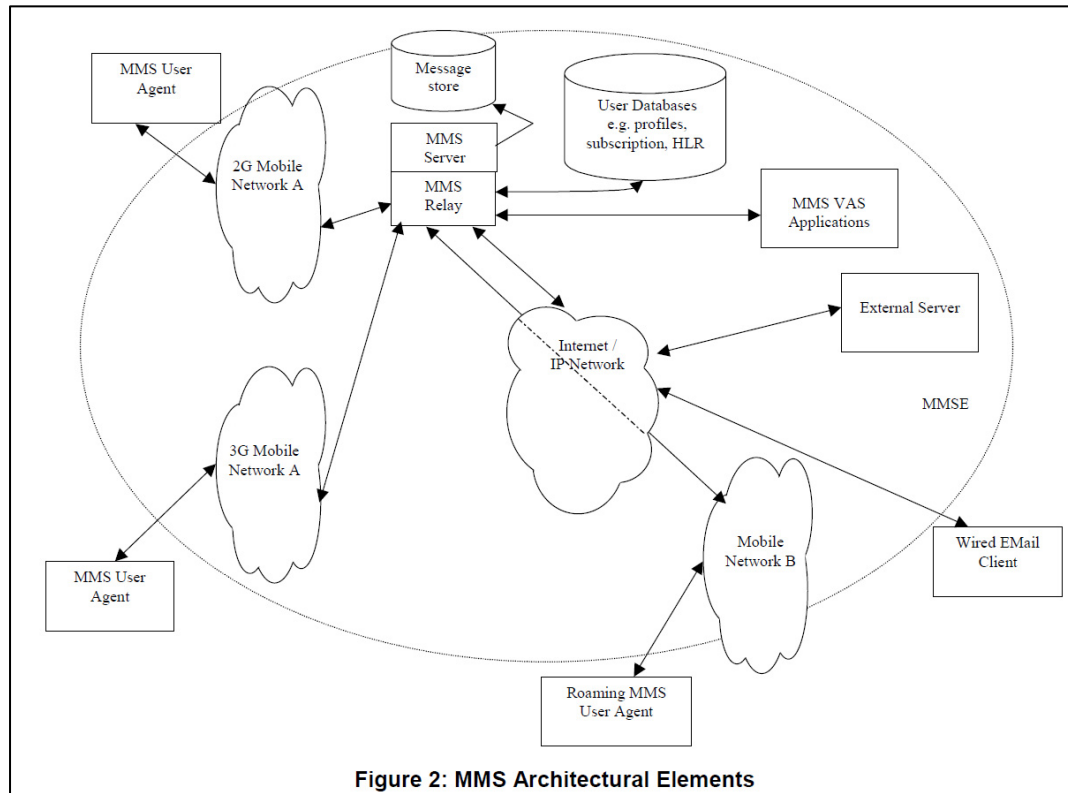 MMS User
Agent
Message
store
User Databases
e.g. profiles,
subscription, HLR
MMS
Server
2G Mobile
Network A
MMS
Relay
MMS VAS
Applications
External Server
Internet /
IP Network
MMSE
3G Mobile
Network A
Mobile
Network B
Wired EMail
Client
MMS User
Agent
Roaming MMS
User Agent
Figure 2: MMS Architectural Elements